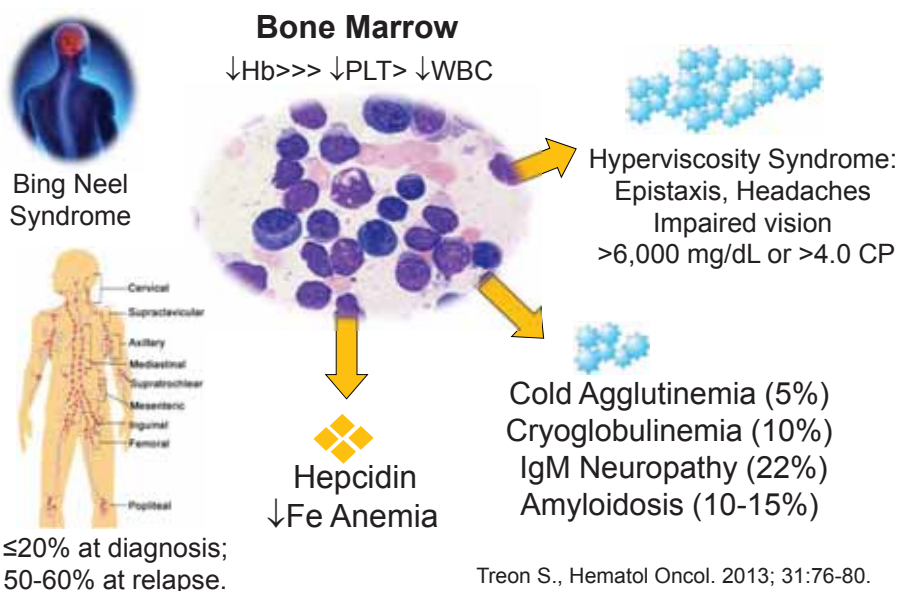 Bone Marrow
↓Hb>>> ↓PLT> ↓WBC
Bing Neel
Syndrome
Hyperviscosity Syndrome:
Epistaxis, Headaches
Impaired vision
>6,000 mg/dL or >4.0 CP
Cervical
Supraclavicular
Axillary
Mediastinal
Supratrochlear
Mesenteric
Inguinal
Femoral
Popliteal
≤20% at diagnosis;
50-60% at relapse.
Hepcidin
↓Fe Anemia
Cold Agglutinemia (5%)
Cryoglobulinemia (10%)
IgM Neuropathy (22%)
Amyloidosis (10-15%)
Treon S., Hematol Oncol. 2013; 31:76-80.